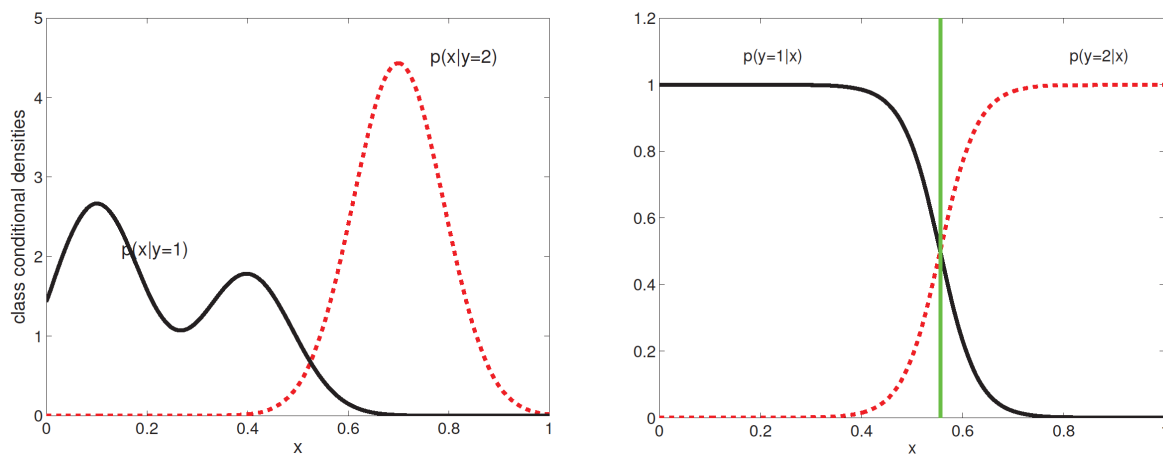 5
4
3
2
1
0
class conditional densities
p(x|y=2)
p(x|y=1)
0 0.2 0.4 0.6 0.8 1
x
1.2
1
0.8
0.6
0.4
0.2
0
p(y=1|x) p(y=2|x)
0 0.2 0.4 0.6 0.8 1
x